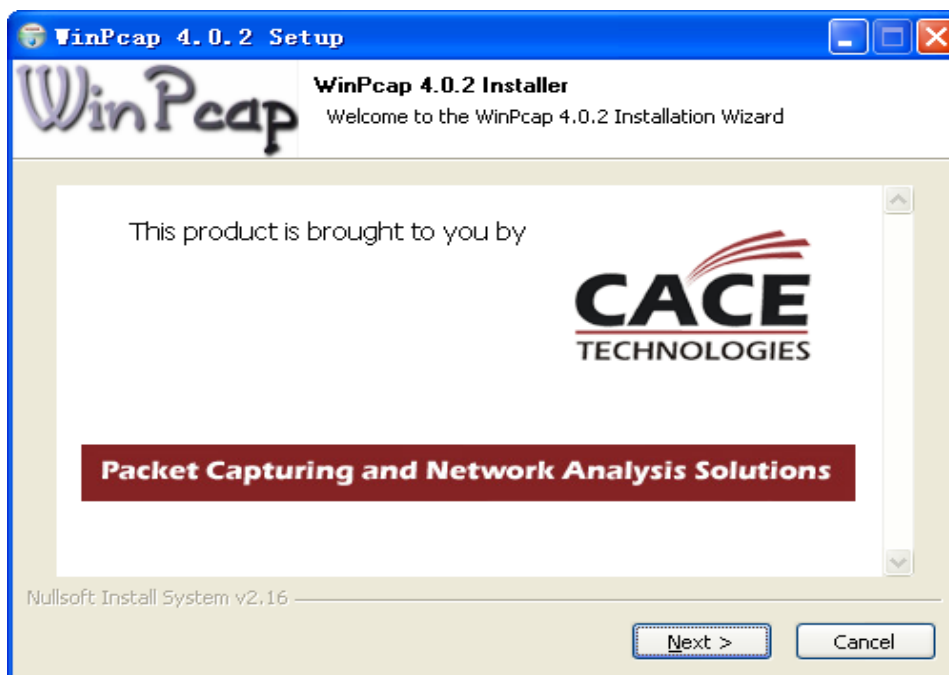 WinPcap 4.0.2 Setup
WinPcap
WinPcap 4.0.2 Installer
Welcome to the WinPcap 4.0.2 Installation Wizard
This product is brought to you by
CACE
TECHNOLOGIES
Packet Capturing and Network Analysis Solutions
Nullsoft Install System v2.16
Next >
Cancel